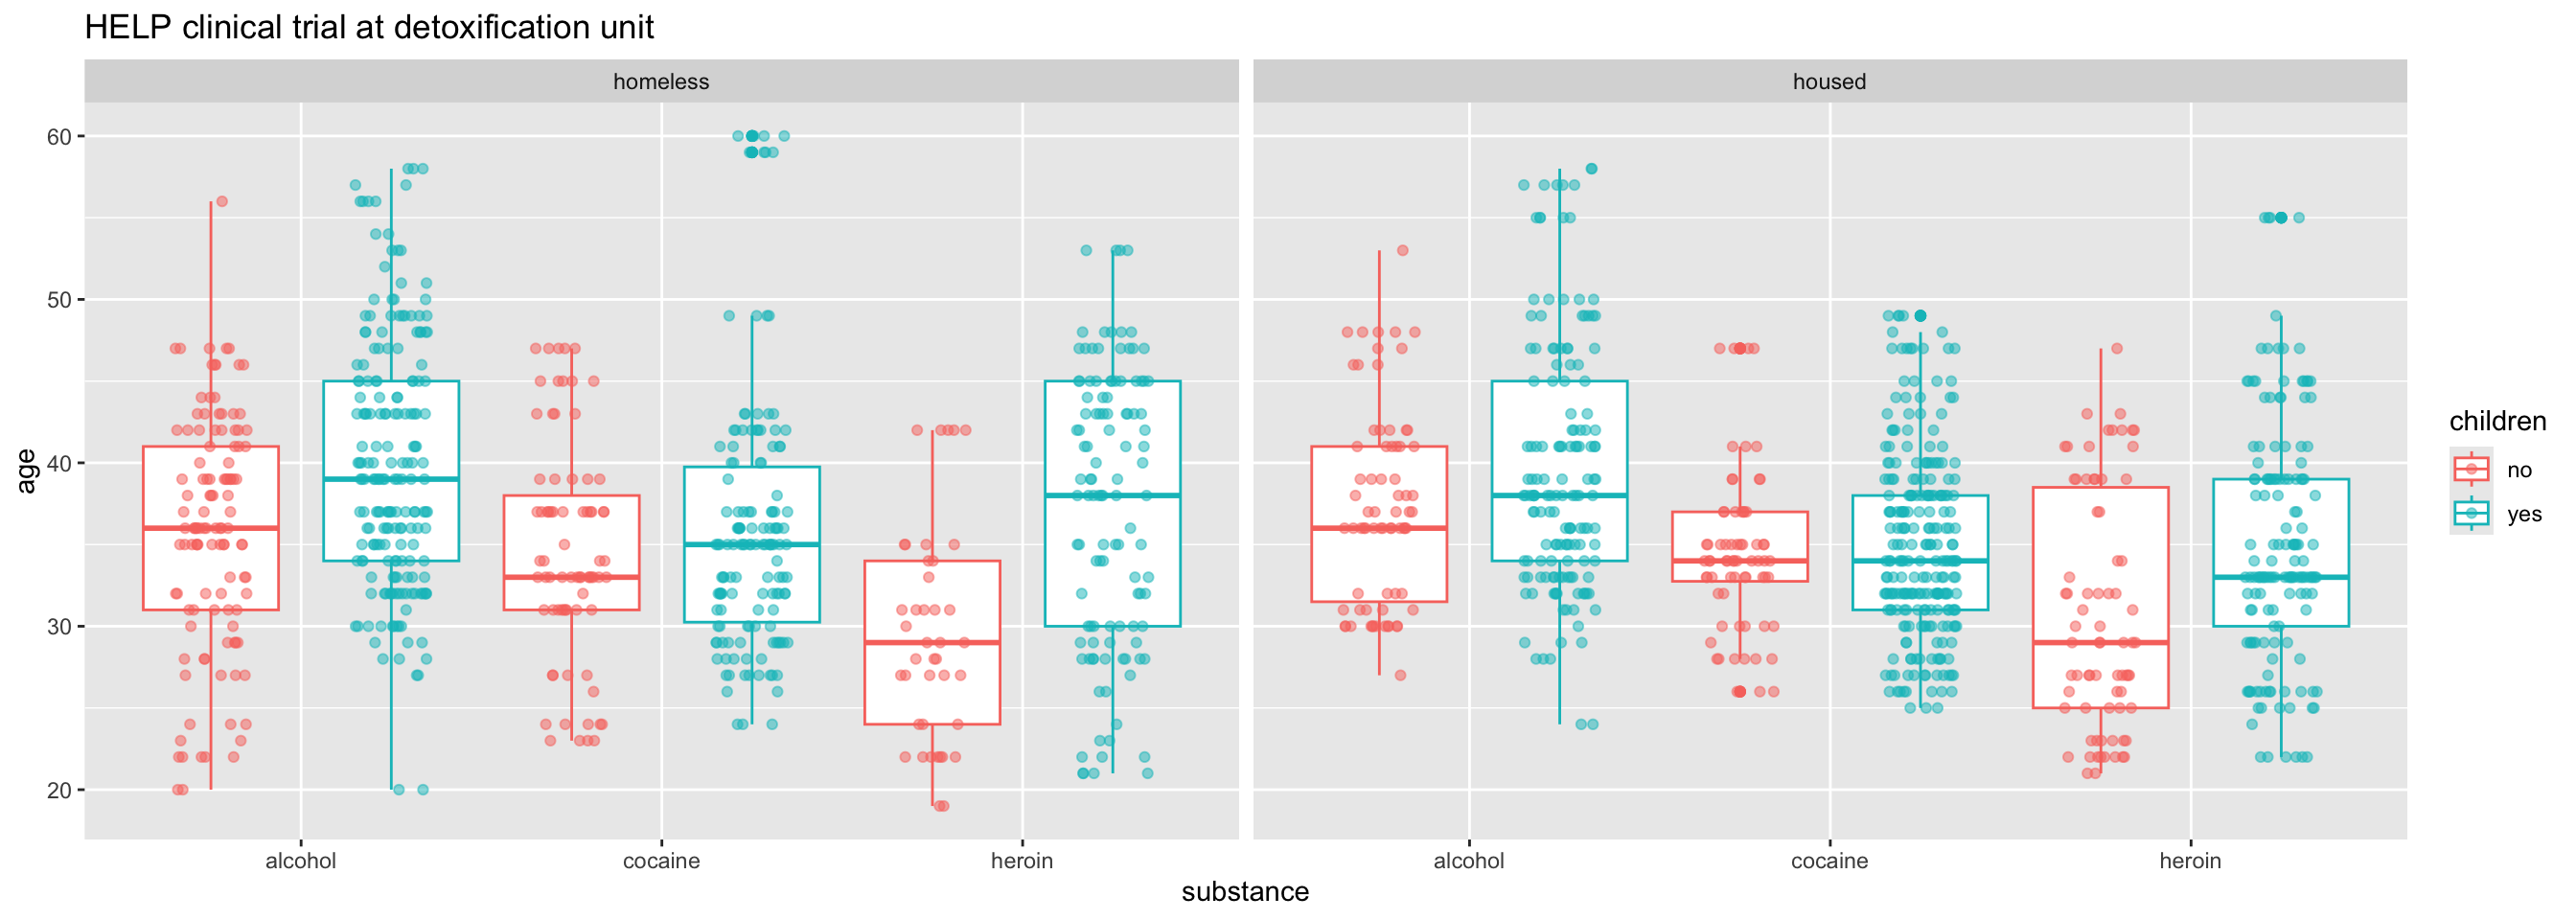 HELP clinical trial at detoxification unit
homeless
housed
60
50
40
30
20
age
alcohol
cocaine
heroin
alcohol
cocaine
heroin
substance
children
no
yes